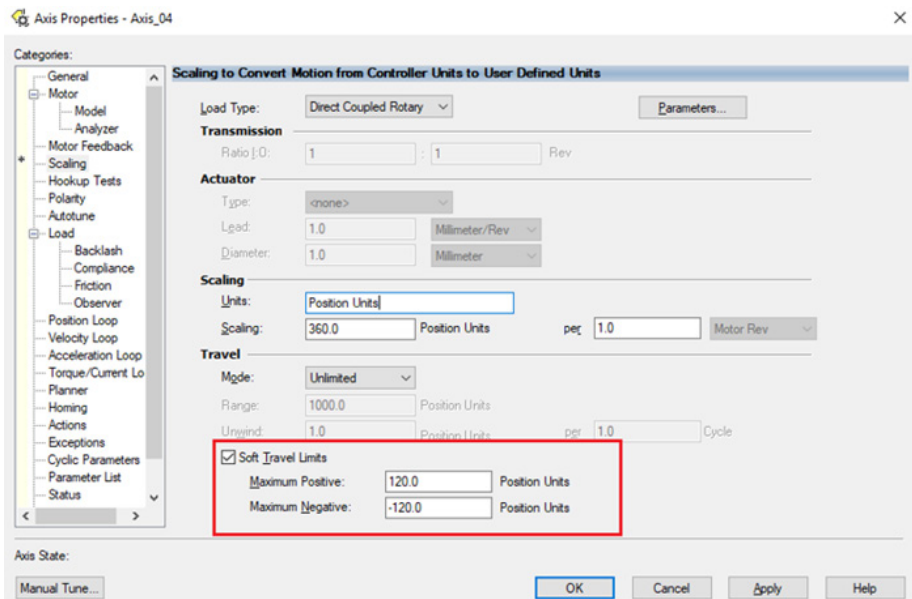 Axis Properties - Axis_04
Categories:
General
Motor
Model
Analyzer
Motor Feedback
* Scaling
Hookup Tests
Polarity
Autotune
Load
Backlash
Compliance
Friction
Observer
Position Loop
Velocity Loop
Acceleration Loop
Torque/Current Lo
Planner
Homing
Actions
Exceptions
Cyclic Parameters
Parameter List
Status
Scaling to Convert Motion from Controller Units to User Defined Units
Load Type: Direct Coupled Rotary Parameters...
Transmission
Ratio I:O: 1 : 1 Rev
Actuator
Type: <none>
Lead: 1.0 Millimeter/Rev
Diameter: 1.0 Millimeter
Scaling
Units: Position Units
Scaling: 360.0 Position Units per 1.0 Motor Rev
Travel
Mode: Unlimited
Range: 1000.0 Position Units
Unwind: 1.0 Position Units per 1.0 Cycle
Soft Travel Limits
Maximum Positive: 120.0 Position Units
Maximum Negative: -120.0 Position Units
Axis State:
Manual Tune... OK Cancel Apply Help